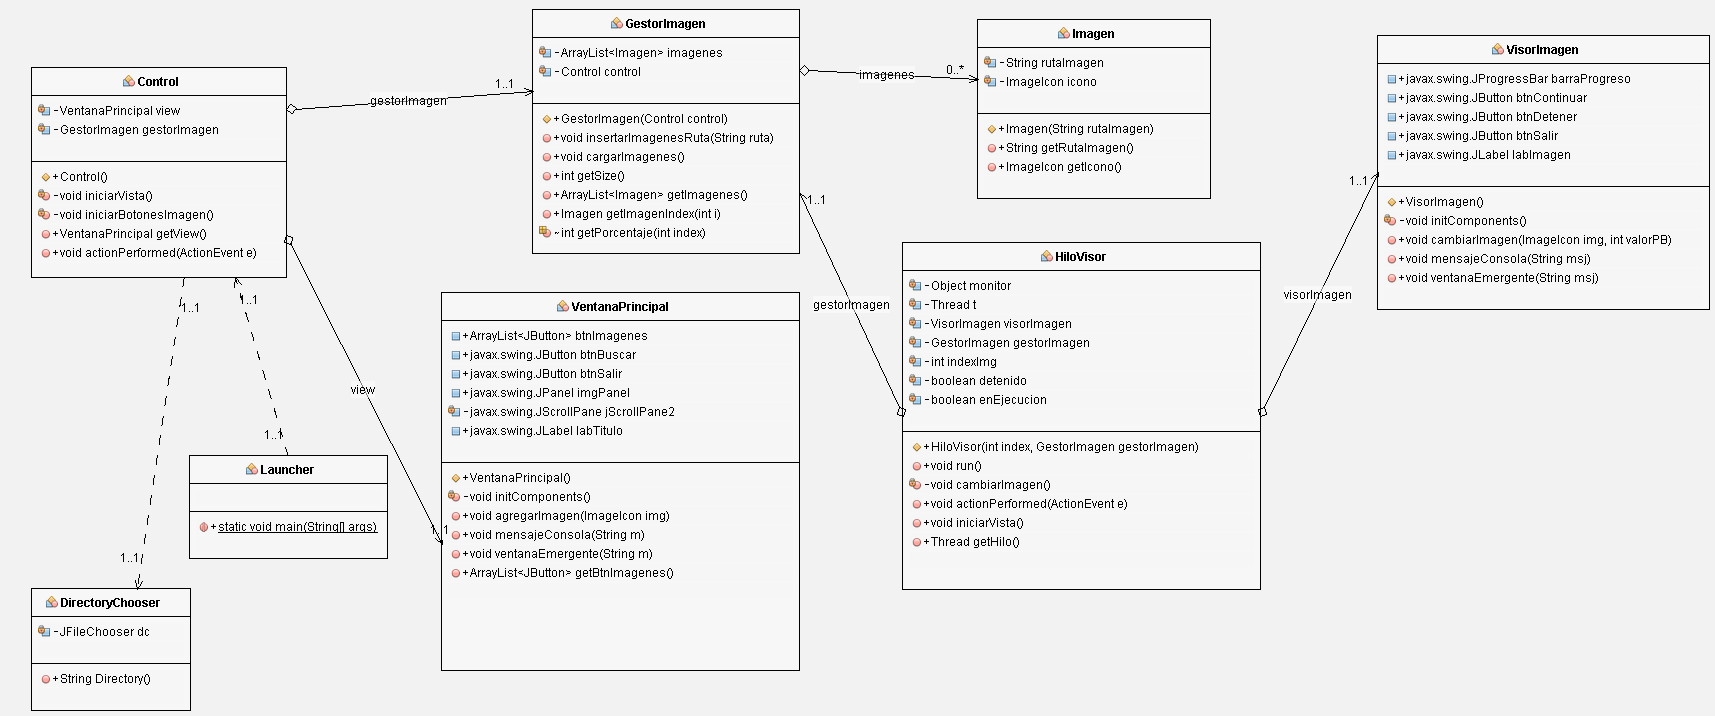 Control
-VentanaPrincipal view
-GestorImagen gestorImagen
+Control()
-void iniciarVista()
-void iniciarBotonesImagen()
+VentanaPrincipal getView()
+void actionPerformed(ActionEvent e)
gestorImagen
1..1
GestorImagen
-ArrayList<Imagen> imagenes
-Control control
+GestorImagen(Control control)
+void insertarImagenesRuta(String ruta)
+void cargarImagenes()
+int getSize()
+ArrayList<Imagen> getImagenes()
+Imagen getImagenIndex(int i)
~int getPorcentaje(int index)
imagenes
0..*
Imagen
-String rutaImagen
-ImageIcon icono
+Imagen(String rutaImagen)
+String getRutaImagen()
+ImageIcon getIcono()
VisorImagen
+javax.swing.JProgressBar barraProgreso
+javax.swing.JButton btnContinuar
+javax.swing.JButton btnDetener
+javax.swing.JButton btnSalir
+javax.swing.JLabel labImagen
+VisorImagen()
-void initComponents()
+void cambiarImagen(ImageIcon img, int valorPB)
+void mensajeConsola(String msj)
+void ventanaEmergente(String msj)
1..1
visorImagen
1..1
gestorImagen
HiloVisor
-Object monitor
-Thread t
-VisorImagen visorImagen
-GestorImagen gestorImagen
-int indexImg
-boolean detenido
-boolean enEjecucion
+HiloVisor(int index, GestorImagen gestorImagen)
+void run()
-void cambiarImagen()
+void actionPerformed(ActionEvent e)
+void iniciarVista()
+Thread getHilo()
VentanaPrincipal
+ArrayList<JButton> btnImagenes
+javax.swing.JButton btnBuscar
+javax.swing.JButton btnSalir
+javax.swing.JPanel imgPanel
-javax.swing.JScrollPane jScrollPane2
+javax.swing.JLabel labTitulo
+VentanaPrincipal()
-void initComponents()
+void agregarImagen(ImageIcon img)
+void mensajeConsola(String m)
+void ventanaEmergente(String m)
+ArrayList<JButton> getBtnImagenes()
view
1..1
1..1
1..1
1..1
1..1
Launcher
+static void main(String[] args)
DirectoryChooser
-JFileChooser dc
+String Directory()